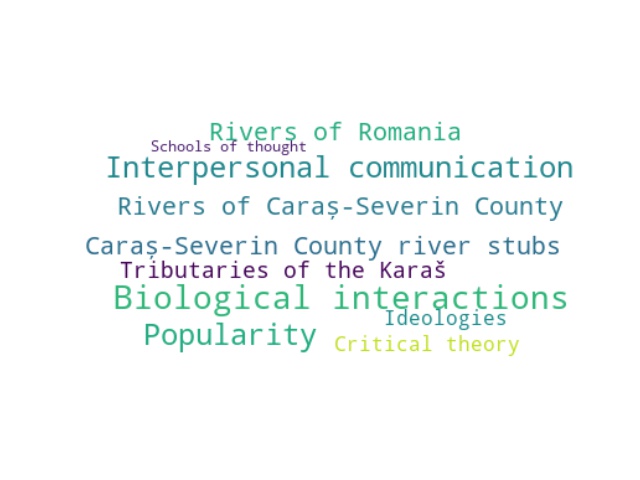 Rivers of Romania
Schools of thought
Interpersonal communication
Rivers of Caraș-Severin County
Caraș-Severin County river stubs
Tributaries of the Karaš
Biological interactions
Ideologies
Popularity
Critical theory